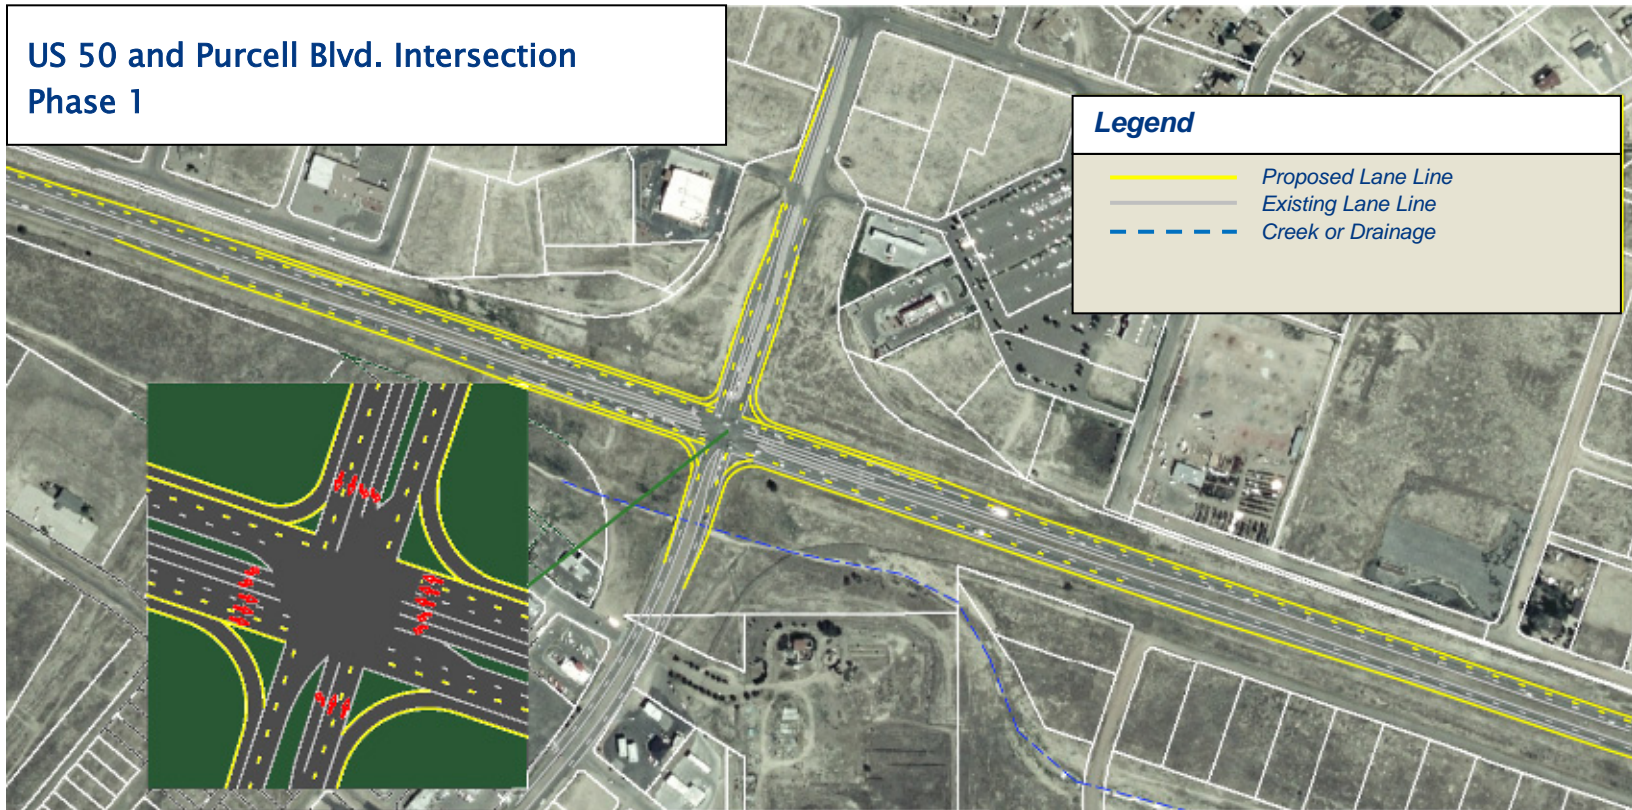 US 50 and Purcell Blvd. Intersection
Phase 1
Legend
Proposed Lane Line
Existing Lane Line
Creek or Drainage